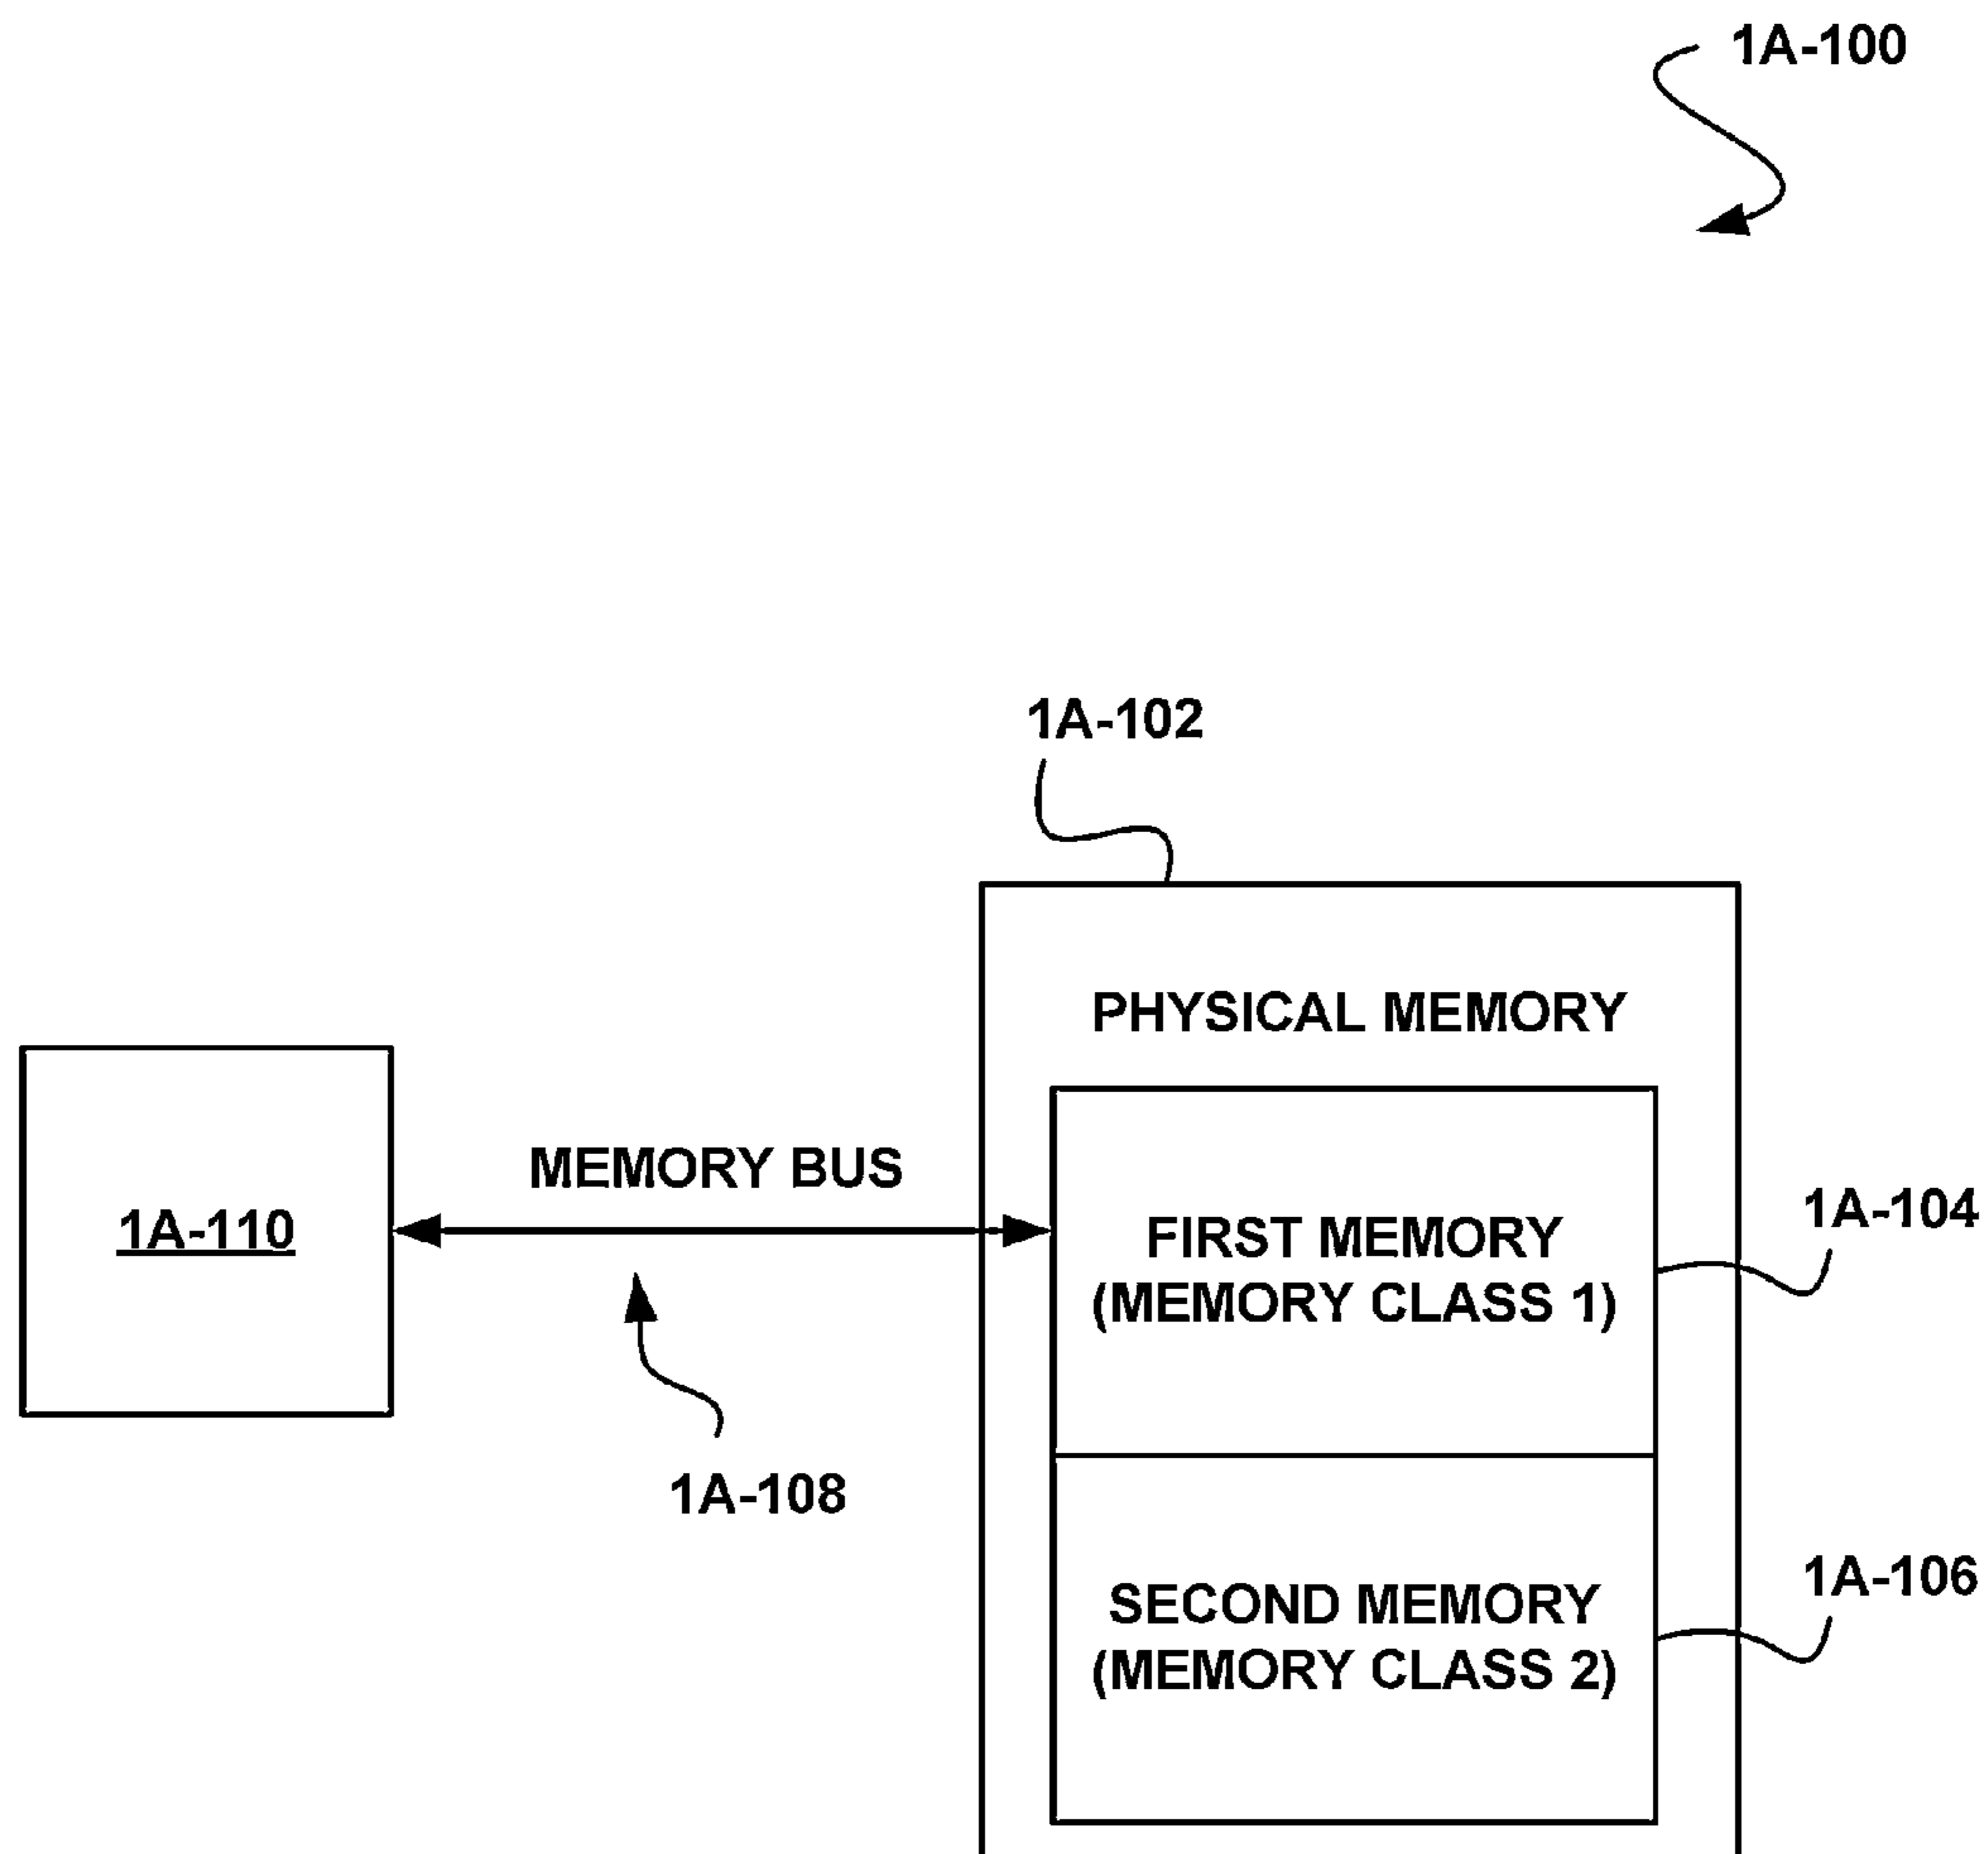 1A-100
1A-102
PHYSICAL MEMORY
MEMORY BUS
1A-110
FIRST MEMORY
(MEMORY CLASS 1)
1A-104
1A-108
SECOND MEMORY
(MEMORY CLASS 2)
1A-106